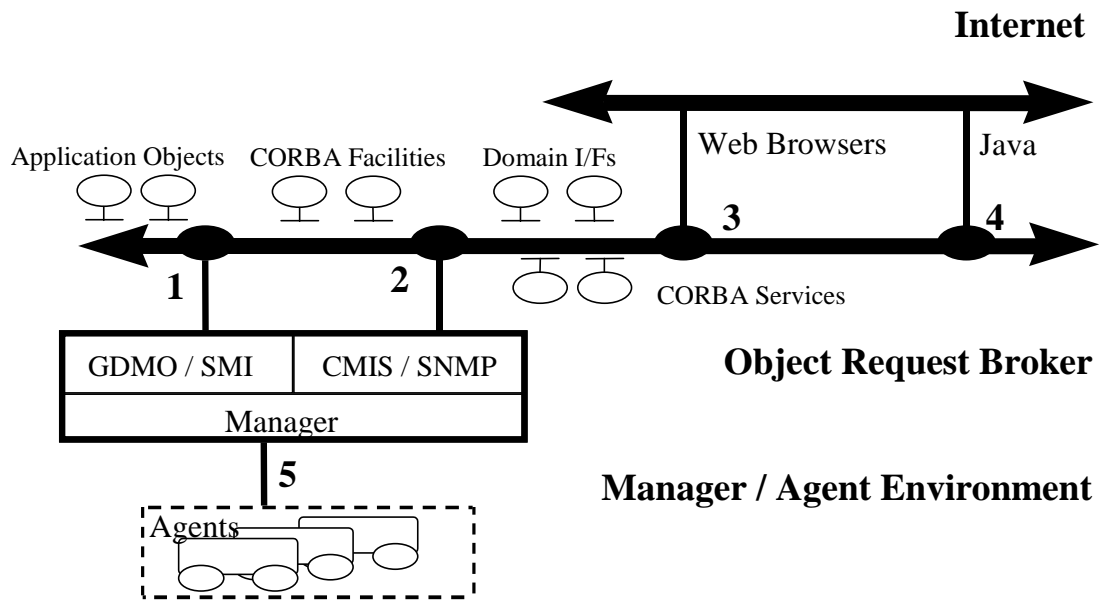 Internet
Web Browsers
Java
Application Objects
CORBA Facilities
Domain I/Fs
3
4
1
2
CORBA Services
GDMO / SMI
CMIS / SNMP
Object Request Broker
Manager
5
Manager / Agent Environment
Agents